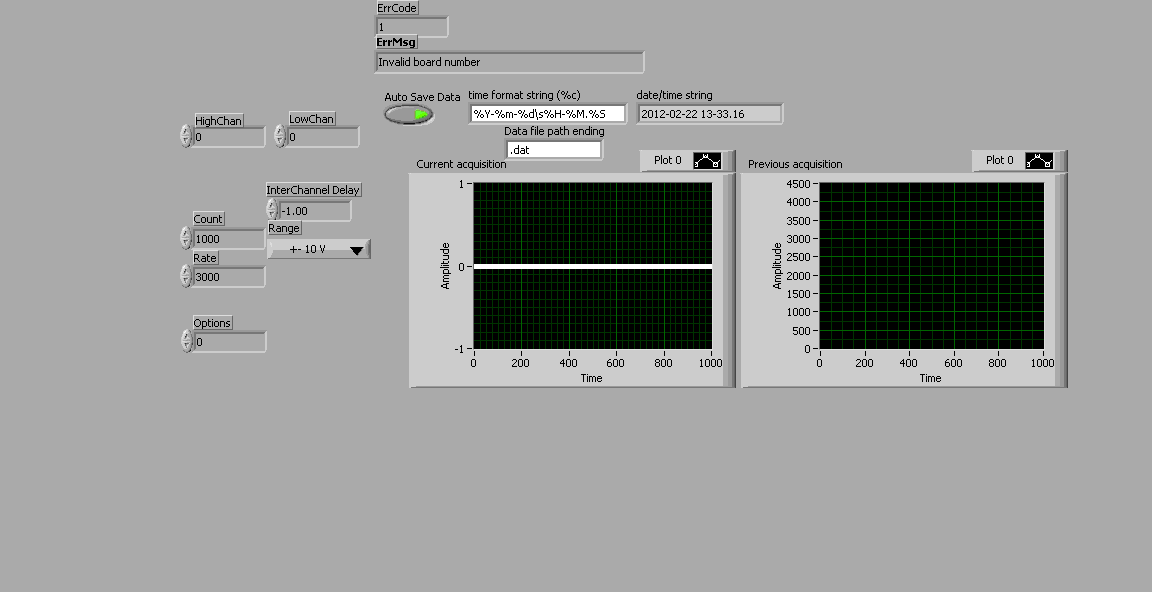 ErrCode
1
ErrMsg
Invalid board number
Auto Save Data
time format string (%c)
date/time string
%Y-%m-%d\s%H-%M.%S
2012-02-22 13-33.16
Data file path ending
.dat
HighChan
0
LowChan
0
InterChannel Delay
-1.00
Count
1000
Range
+- 10 V
Rate
3000
Options
0
Current acquisition
Plot 0
1
0
-1
Amplitude
0 200 400 600 800 1000
Time
Previous acquisition
Plot 0
4500
4000
3500
3000
2500
2000
1500
1000
500
0
Amplitude
0 200 400 600 800 1000
Time